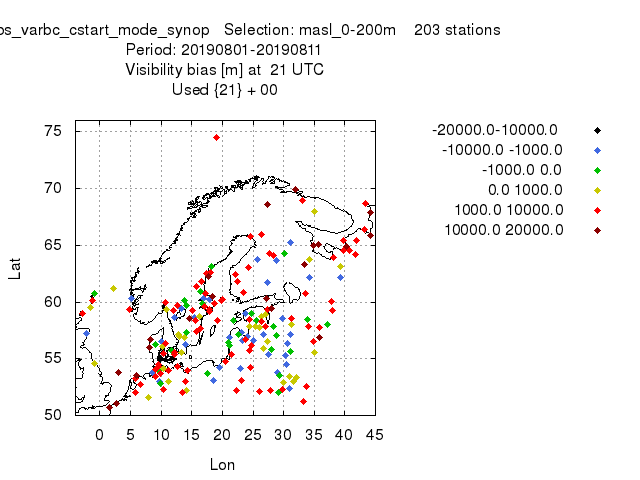 os_varbc_cstart_mode_synop Selection: masl_0-200m 203 stations
Period: 20190801-20190811
Visibility bias [m] at 21 UTC
Used {21} + 00
-20000.0-10000.0
-10000.0 -1000.0
-1000.0 0.0
0.0 1000.0
1000.0 10000.0
10000.0 20000.0
75
70
65
60
55
50
Lat
0 5 10 15 20 25 30 35 40 45
Lon